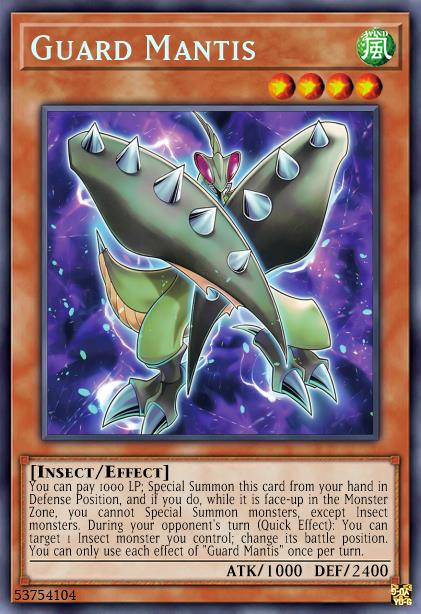 Guard Mantis
WIND
風
[Insect/Effect]
You can pay 1000 LP; Special Summon this card from your hand in
Defense Position, and if you do, while it is face-up in the Monster
Zone, you cannot Special Summon monsters, except Insect
monsters. During your opponent's turn (Quick Effect): You can
target 1 Insect monster you control; change its battle position.
You can only use each effect of "Guard Mantis" once per turn.
ATK/1000 DEF/2400
53754104